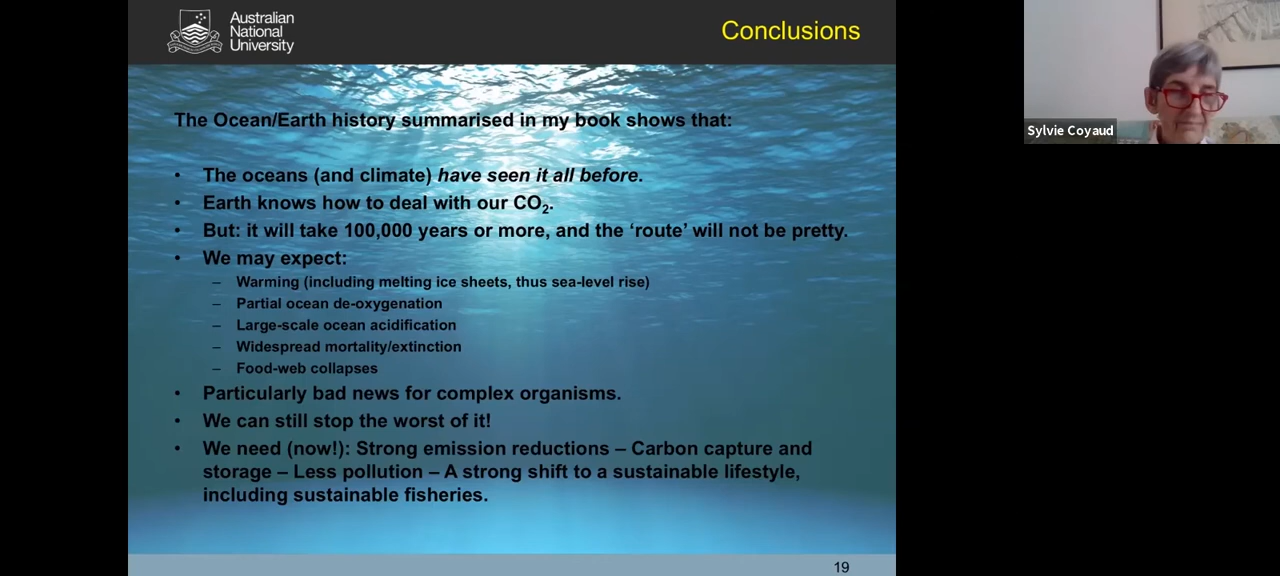 Australian
National
University
Conclusions
The Ocean/Earth history summarised in my book shows that:
• The oceans (and climate) have seen it all before.
• Earth knows how to deal with our CO₂.
• But: it will take 100,000 years or more, and the ‘route’ will not be pretty.
• We may expect:
– Warming (including melting ice sheets, thus sea-level rise)
– Partial ocean de-oxygenation
– Large-scale ocean acidification
– Widespread mortality/extinction
– Food-web collapses
• Particularly bad news for complex organisms.
• We can still stop the worst of it!
• We need (now!): Strong emission reductions – Carbon capture and
storage – Less pollution – A strong shift to a sustainable lifestyle,
including sustainable fisheries.
19
Sylvie Coyaud